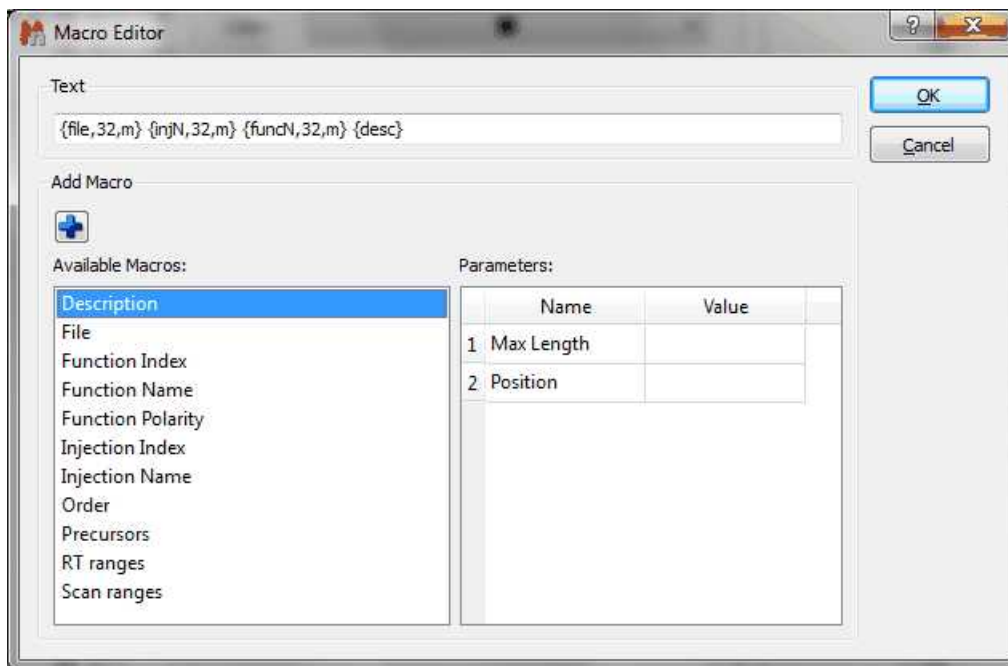 Macro Editor
?
X
Text
{file,32,m} {injN,32,m} {funcN,32,m} {desc}
OK
Cancel
Add Macro
Available Macros:
Parameters:
Description
File
Function Index
Function Name
Function Polarity
Injection Index
Injection Name
Order
Precursors
RT ranges
Scan ranges
Name Value
1 Max Length
2 Position